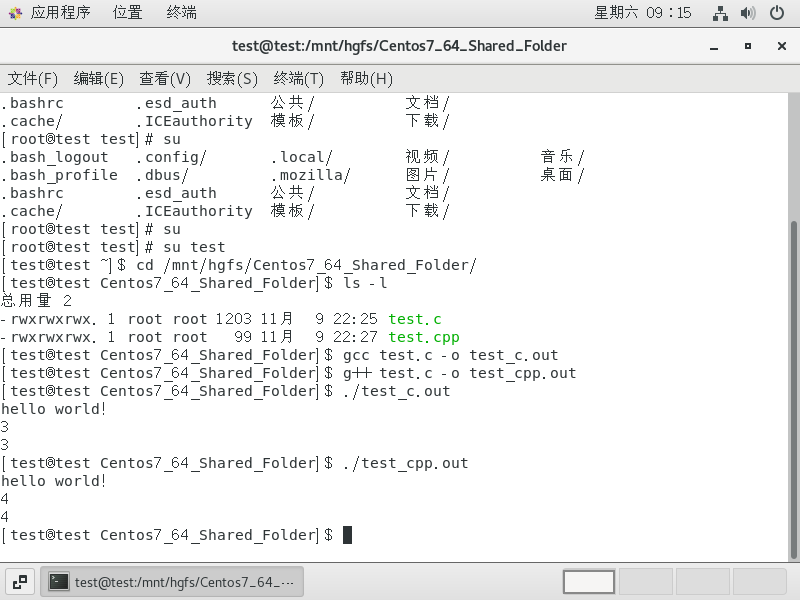 应用程序 位置 终端 星期六 09：15
test@test:/mnt/hgfs/Centos7_64_Shared_Folder
文件(F) 编辑(E) 查看(V) 搜索(S) 终端(T) 帮助(H)
.bashrc .esd_auth 公共/ 文档/
.cache/ .ICEauthority 模板/ 下载/
[root@test test]# su
.bash_logout .config/ .local/ 视频/ 音乐/
.bash_profile .dbus/ .mozilla/ 图片/ 桌面/
.bashrc .esd_auth 公共/ 文档/
.cache/ .ICEauthority 模板/ 下载/
[root@test test]# su
[root@test test]# su test
[test@test ~]$ cd /mnt/hgfs/Centos7_64_Shared_Folder/
[test@test Centos7_64_Shared_Folder]$ ls -l
总用量 2
-rwxrwxrwx. 1 root root 1203 11月 9 22:25 test.c
-rwxrwxrwx. 1 root root 99 11月 9 22:27 test.cpp
[test@test Centos7_64_Shared_Folder]$ gcc test.c -o test_c.out
[test@test Centos7_64_Shared_Folder]$ g++ test.c -o test_cpp.out
[test@test Centos7_64_Shared_Folder]$ ./test_c.out
hello world!
3
3
[test@test Centos7_64_Shared_Folder]$ ./test_cpp.out
hello world!
4
4
[test@test Centos7_64_Shared_Folder]$
test@test:/mnt/hgfs/Centos7_64_···